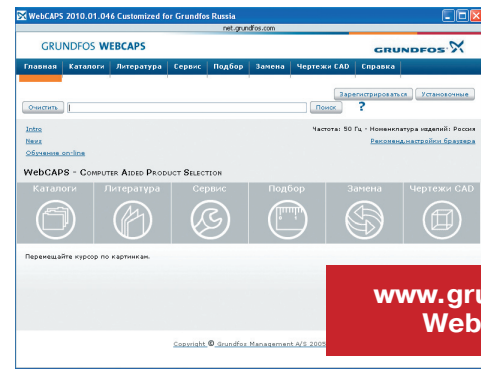 WebCAPS 2010.01.046 Customized for Grundfos Russia
net.grundfos.com
GRUNDFOS WEBCAPS
GRUNDFOS
Главная Каталоги Литература Сервис Подбор Замена Чертежи CAD Справка
Зарегистрироваться Установочные
Очистить Поиск ?
Intro Частота: 50 Гц - Номенклатура изделий: Россия
News Рекоменд.настройки браузера
Обучение on-line
WebCAPS - Computer Aided Product Selection
Каталоги Литература Сервис Подбор Замена Чертежи CAD
Перемещайте курсор по картинкам.
www.gru
Web
Copyright © Grundfos Management A/S 2005